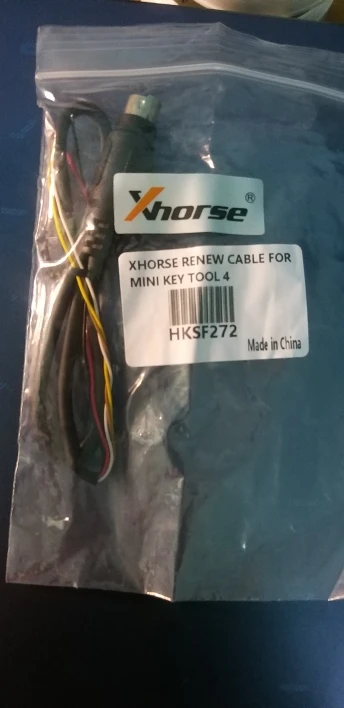 Xhorse®
XHORSE RENEW CABLE FOR
MINI KEY TOOL 4
HKSF272
Made in China